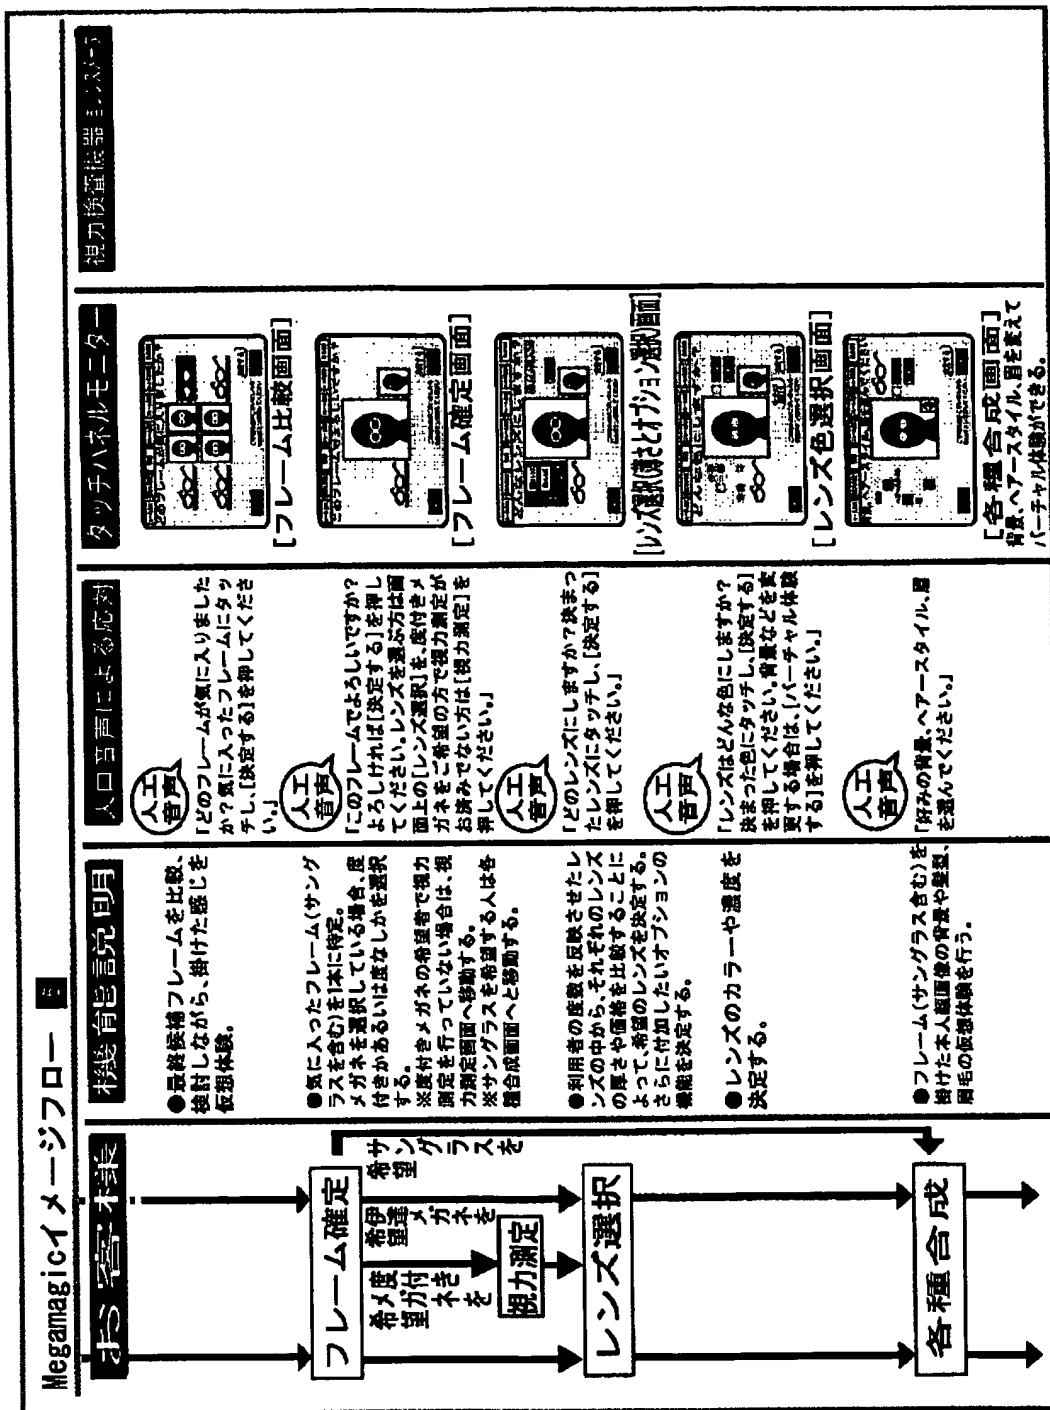 Megamagicイメージフロー
お客様
フレーム確定
希望
サングラスを
希望
伊達メガネを
希望
度付きメガネを
視力測定
レンズ選択
各種合成
機能説明
●最終候補フレームを比較、
検討しながら、掛けた感じを
仮想体験。
●気に入ったフレーム(サング
ラスを含む)を1本に特定。
メガネを選択している場合、度
付きかあるいは度なしかを選択
する。
※度付きメガネの希望者で視力
測定を行っていない場合は、視
力測定画面へ移動する。
※サングラスを希望する人は各
種合成画面へと移動する。
●利用者の度数を反映させたレ
ンズの中から、それぞれのレンズ
の厚さや価格を比較することに
よって、希望のレンズを決定する。
さらに付加したいオプションの
機能を決定する。
●レンズのカラーや濃度を
決定する。
●フレーム(サングラス含む)を
掛けた本人顔画像の背景や髪型、
眉毛の仮想体験を行う。
人口音声による応対
人工
音声
「どのフレームが気に入りました
か?気に入ったフレームにタッ
チし、[決定する]を押してくださ
い。」
人工
音声
「このフレームでよろしいですか?
よろしければ[決定する]を押し
てください。レンズを選ぶ方は画
面上の[レンズ選択]を、度付きメ
ガネをご希望の方で視力測定が
お済みでない方は[視力測定]を
押してください。」
人工
音声
「どのレンズにしますか?決まっ
たレンズにタッチし、[決定する]
を押してください。」
人工
音声
「レンズはどんな色にしますか?
決まった色にタッチし、[決定する]
を押してください。背景などを変
更する場合は、[バーチャル体験
する]を押してください。」
人工
音声
「好みの背景、ヘアースタイル、眉
を選んでください。」
タッチパネルモニター
[フレーム比較画面]
[フレーム確定画面]
[レンズ選択(薄さとオプション選択)画面]
[レンズ色選択画面]
[各種合成画面]
背景、ヘアースタイル、眉を変えて
バーチャル体験ができる。
視力検査機器